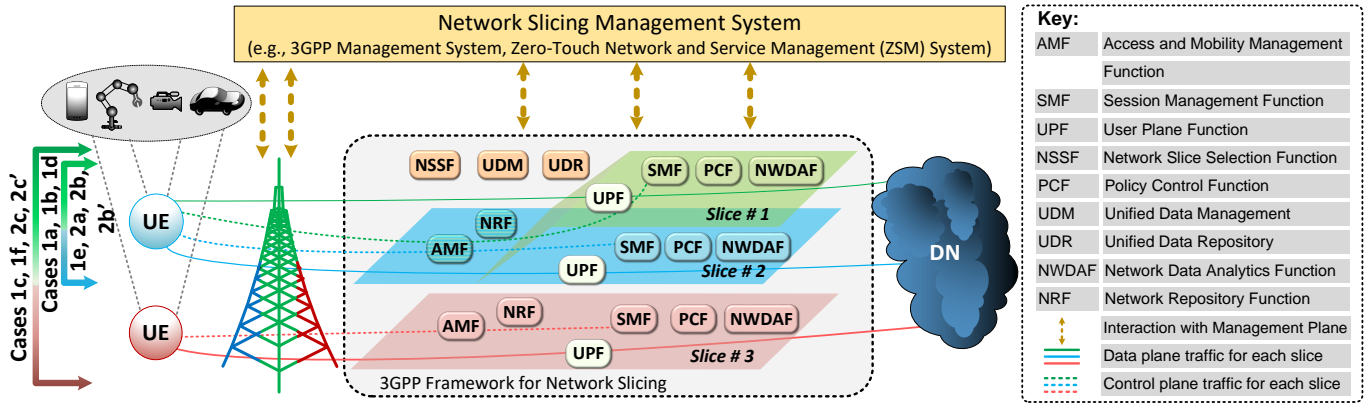 Network Slicing Management System
(e.g., 3GPP Management System, Zero-Touch Network and Service Management (ZSM) System)
Cases 1c, 1f, 2c, 2c’
Cases 1a, 1b, 1d
1e, 2a, 2b,
2b’
UE
UE
NSSF
UDM
UDR
SMF
PCF
NWDAF
UPF
Slice # 1
NRF
AMF
SMF
PCF
NWDAF
UPF
Slice # 2
NRF
AMF
SMF
PCF
NWDAF
UPF
Slice # 3
3GPP Framework for Network Slicing
DN
Key:
AMF Access and Mobility Management
Function
SMF Session Management Function
UPF User Plane Function
NSSF Network Slice Selection Function
PCF Policy Control Function
UDM Unified Data Management
UDR Unified Data Repository
NWDAF Network Data Analytics Function
NRF Network Repository Function
Interaction with Management Plane
Data plane traffic for each slice
Control plane traffic for each slice